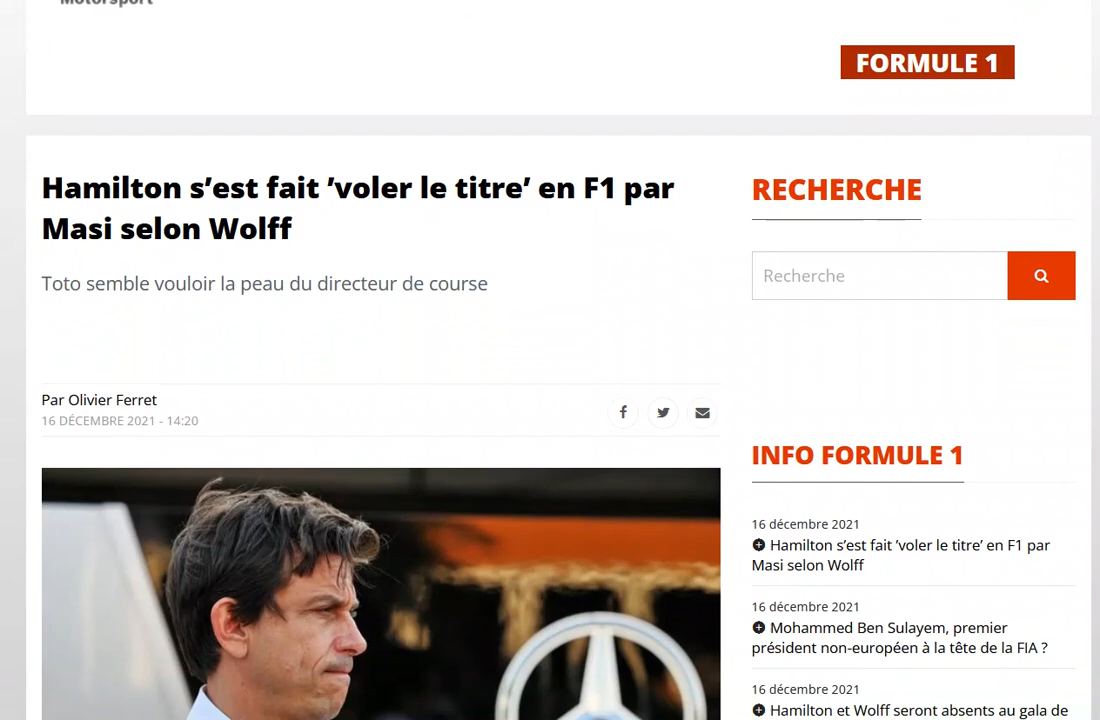 Motorsport
FORMULE 1
Hamilton s’est fait ’voler le titre’ en F1 par
Masi selon Wolff
Toto semble vouloir la peau du directeur de course
Par Olivier Ferret
16 DÉCEMBRE 2021 - 14:20
RECHERCHE
Recherche
INFO FORMULE 1
16 décembre 2021
Hamilton s’est fait ’voler le titre’ en F1 par
Masi selon Wolff
16 décembre 2021
Mohammed Ben Sulayem, premier
président non-européen à la tête de la FIA ?
16 décembre 2021
Hamilton et Wolff seront absents au gala de